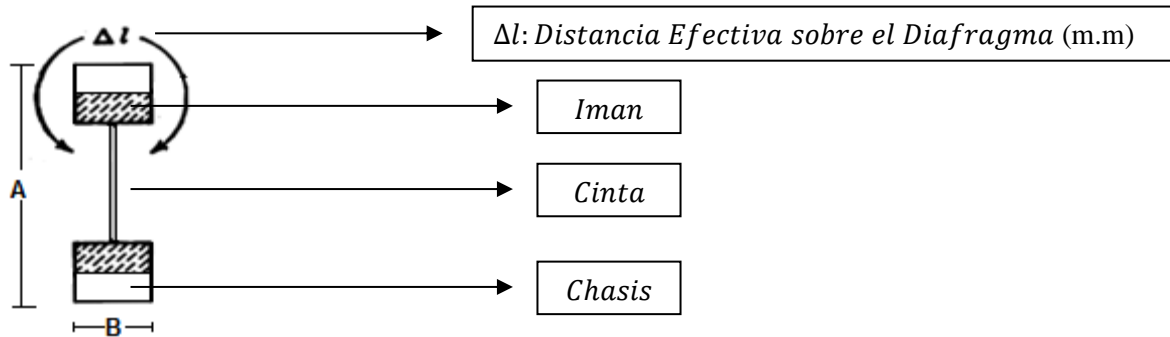 Δl
Δl: Distancia Efectiva sobre el Diafragma (m.m)
Iman
A
Cinta
Chasis
B